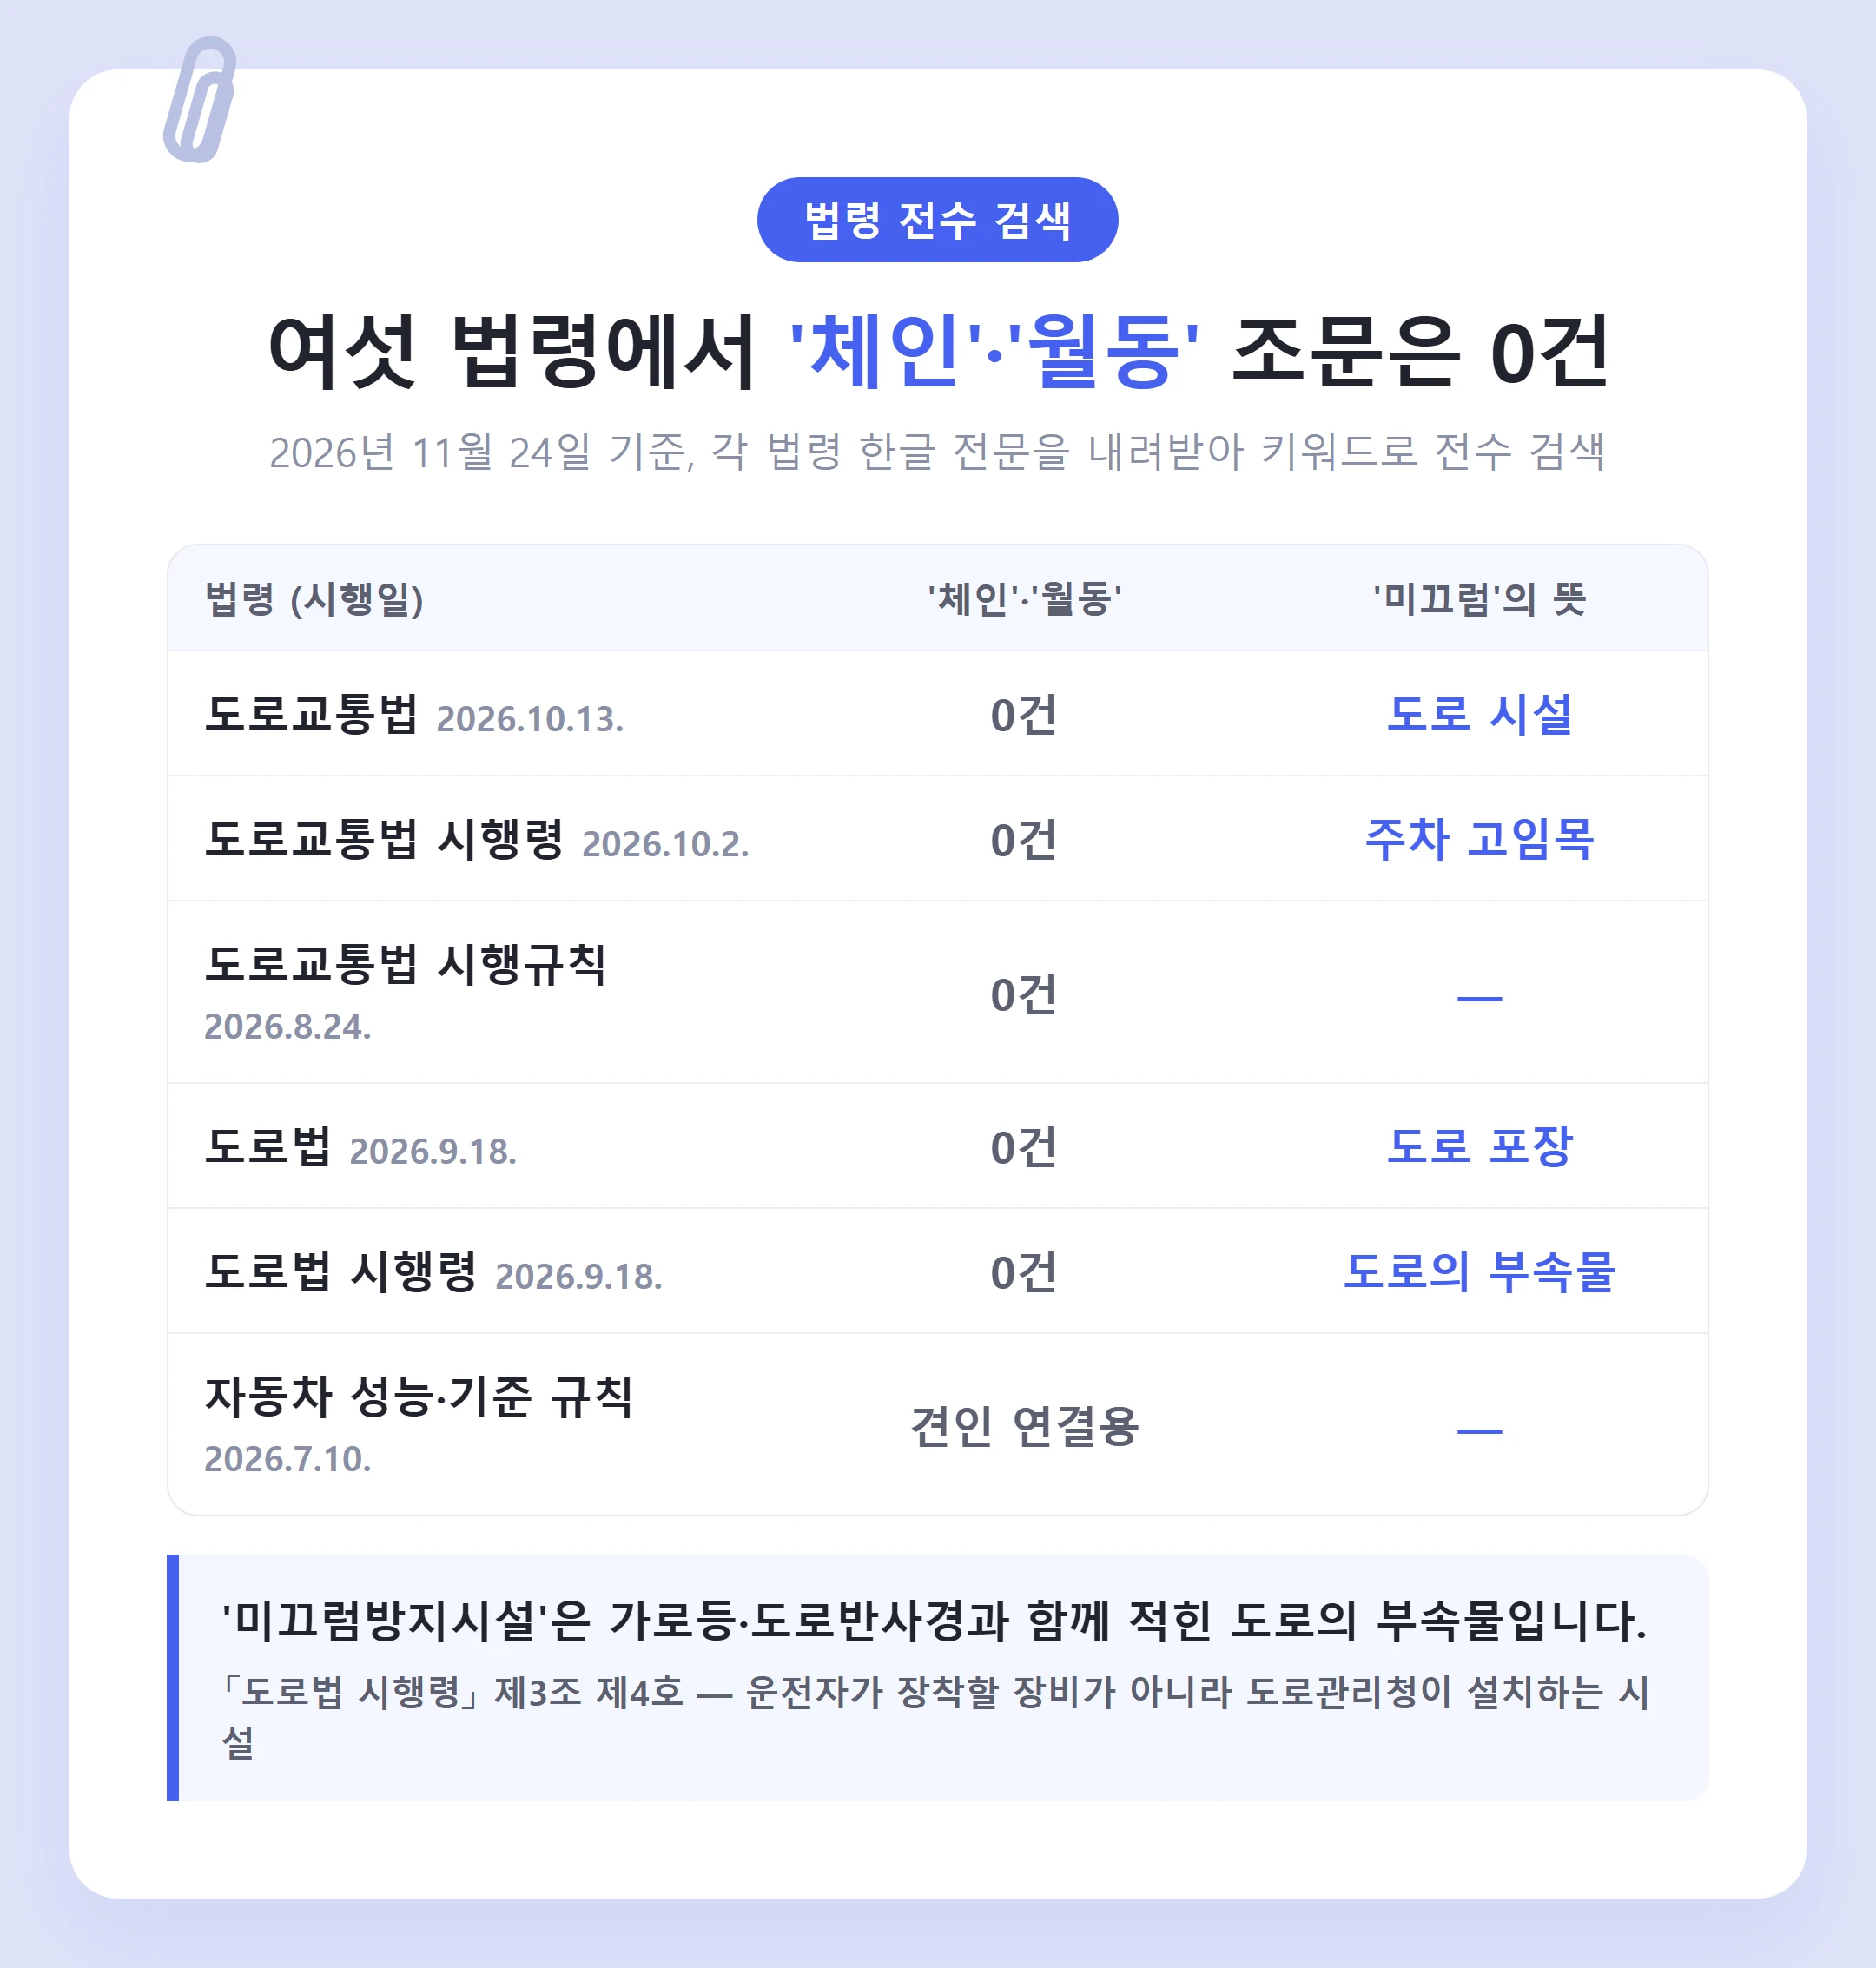 법령 전수 검색
여섯 법령에서 '체인'·'월동' 조문은 0건
2026년 11월 24일 기준, 각 법령 한글 전문을 내려받아 키워드로 전수 검색
법령 (시행일) '체인'·'월동' '미끄럼'의 뜻
도로교통법 2026.10.13. 0건 도로 시설
도로교통법 시행령 2026.10.2. 0건 주차 고임목
도로교통법 시행규칙
2026.8.24. 0건 —
도로법 2026.9.18. 0건 도로 포장
도로법 시행령 2026.9.18. 0건 도로의 부속물
자동차 성능·기준 규칙
2026.7.10. 견인 연결용 —
'미끄럼방지시설'은 가로등·도로반사경과 함께 적힌 도로의 부속물입니다.
「도로법 시행령」 제3조 제4호 — 운전자가 장착할 장비가 아니라 도로관리청이 설치하는 시
설